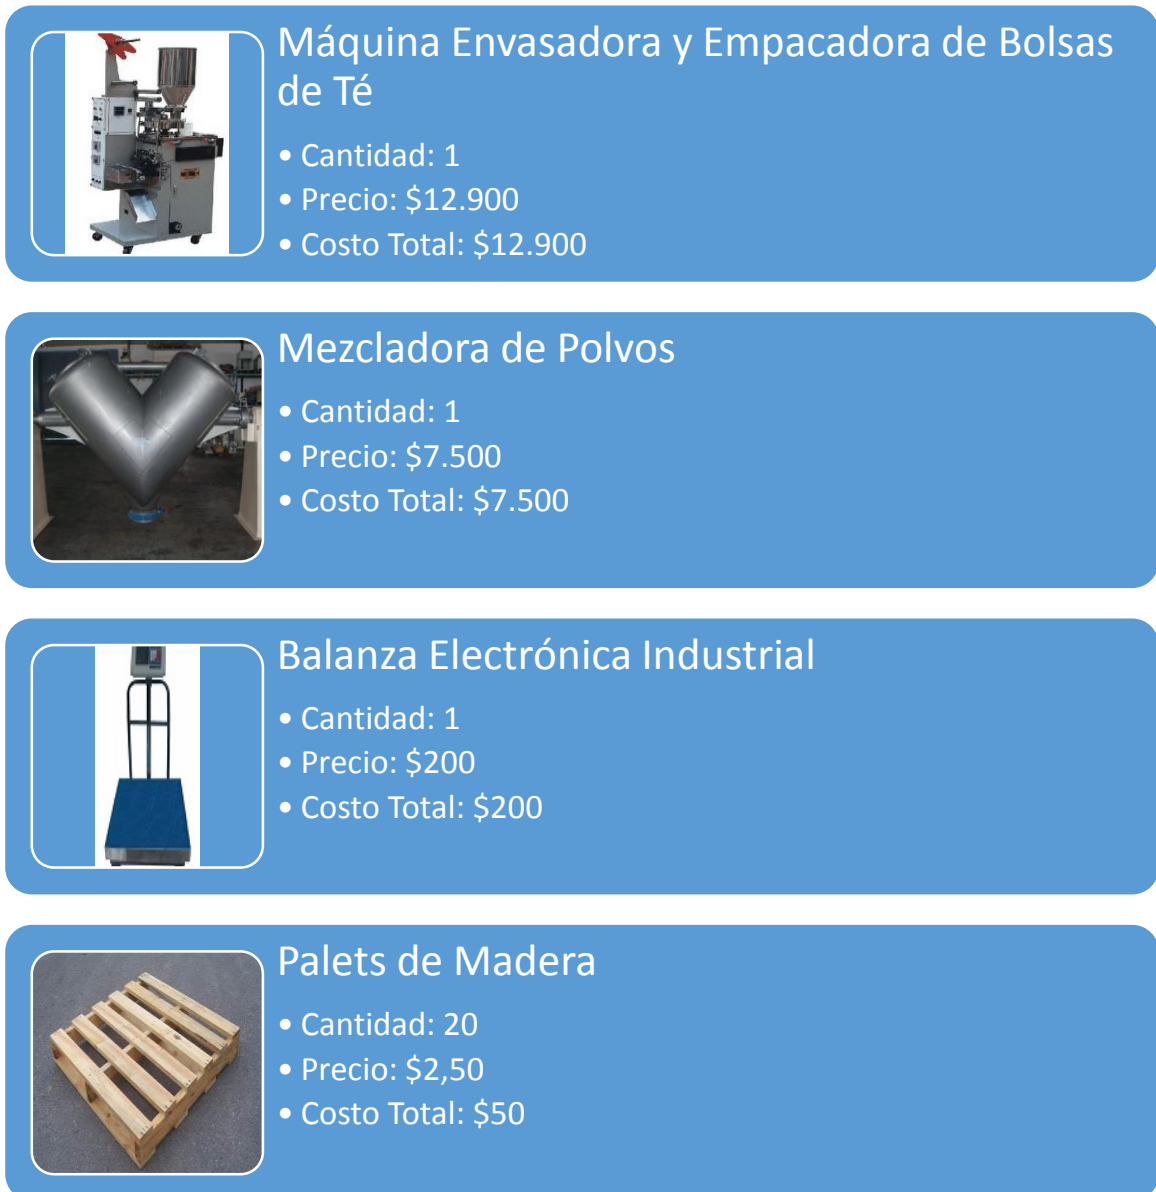 Máquina Envasadora y Empacadora de Bolsas
de Té
• Cantidad: 1
• Precio: $12.900
• Costo Total: $12.900
Mezcladora de Polvos
• Cantidad: 1
• Precio: $7.500
• Costo Total: $7.500
Balanza Electrónica Industrial
• Cantidad: 1
• Precio: $200
• Costo Total: $200
Palets de Madera
• Cantidad: 20
• Precio: $2,50
• Costo Total: $50